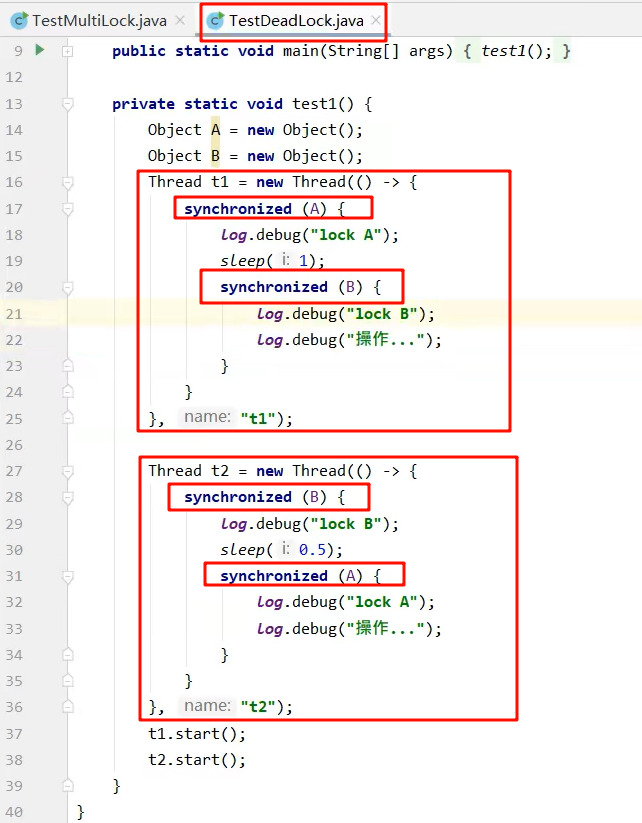 TestMultiLock.java TestDeadLock.java
9 public static void main(String[] args) { test1(); }
12
13 private static void test1() {
14 Object A = new Object();
15 Object B = new Object();
16 Thread t1 = new Thread(() -> {
17 synchronized (A) {
18 log.debug("lock A");
19 sleep( i: 1);
20 synchronized (B) {
21 log.debug("lock B");
22 log.debug("操作...");
23 }
24 }
25 }, name: "t1");
26
27 Thread t2 = new Thread(() -> {
28 synchronized (B) {
29 log.debug("lock B");
30 sleep( i: 0.5);
31 synchronized (A) {
32 log.debug("lock A");
33 log.debug("操作...");
34 }
35 }
36 }, name: "t2");
37 t1.start();
38 t2.start();
39 }
40 }